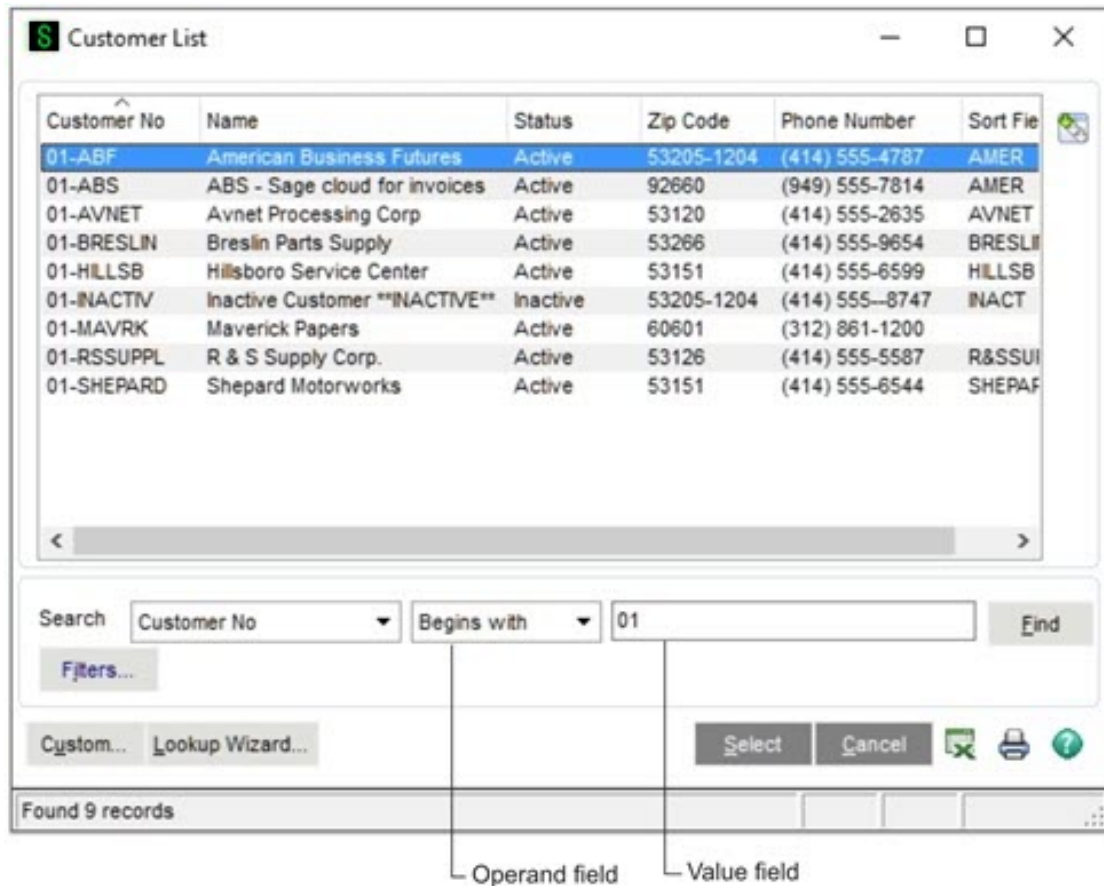 S Customer List
Customer No Name Status Zip Code Phone Number Sort Fie
01-ABF American Business Futures Active 53205-1204 (414) 555-4787 AMER
01-ABS ABS - Sage cloud for invoices Active 92660 (949) 555-7814 AMER
01-AVNET Avnet Processing Corp Active 53120 (414) 555-2635 AVNET
01-BRESLIN Breslin Parts Supply Active 53266 (414) 555-9654 BRESLI
01-HILLSB Hillsboro Service Center Active 53151 (414) 555-6599 HILLSB
01-INACTIV Inactive Customer **INACTIVE** Inactive 53205-1204 (414) 555--8747 INACT
01-MAVRK Maverick Papers Active 60601 (312) 861-1200
01-RSSUPPL R & S Supply Corp. Active 53126 (414) 555-5587 R&SSUI
01-SHEPARD Shepard Motorworks Active 53151 (414) 555-6544 SHEPAR
Search Customer No Begins with 01 Find
Filters...
Custom... Lookup Wizard... Select Cancel ?
Found 9 records
Operand field Value field